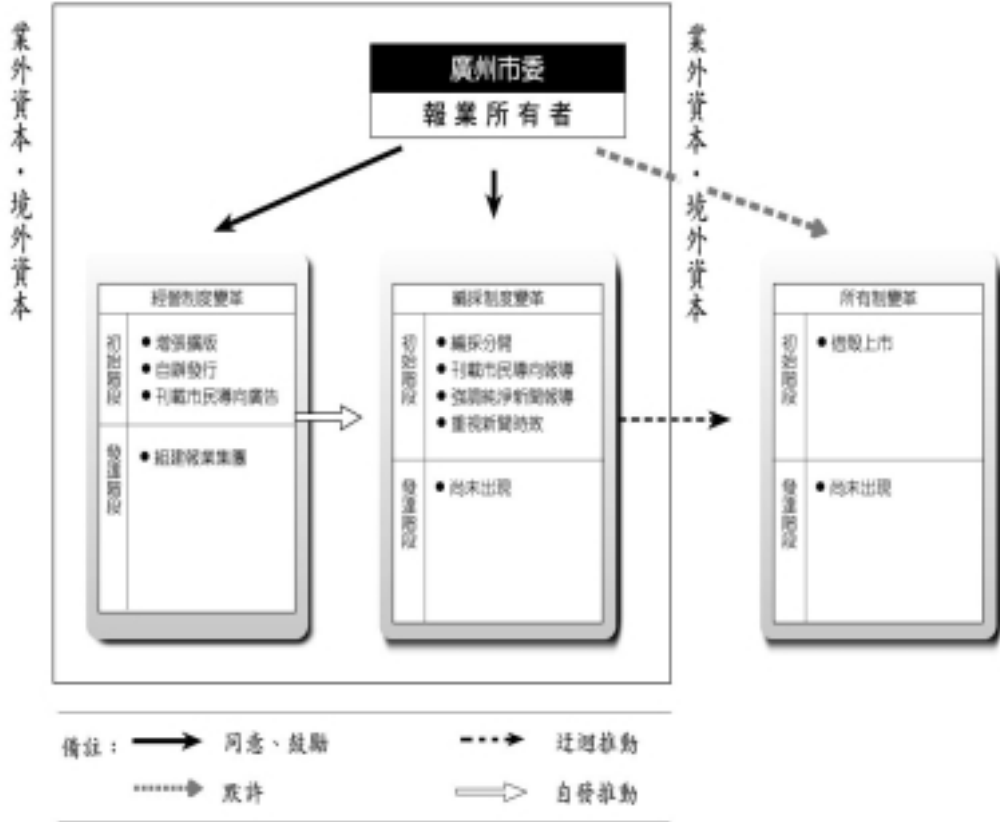 業外資本・境外資本
廣州市委
報業所有者
業外資本・境外資本
經營制度變革
初始階段
●增張擴版
●自辦發行
●刊載市民導向廣告
發達階段
●組建報業集團
編採制度變革
初始階段
●編採分開
●刊載市民導向報導
●強調純淨新聞報導
●重視新聞時效
發達階段
●尚未出現
所有制變革
初始階段
●借殼上市
發達階段
●尚未出現
備註：
同意、鼓勵
迂迴推動
默許
自發推動